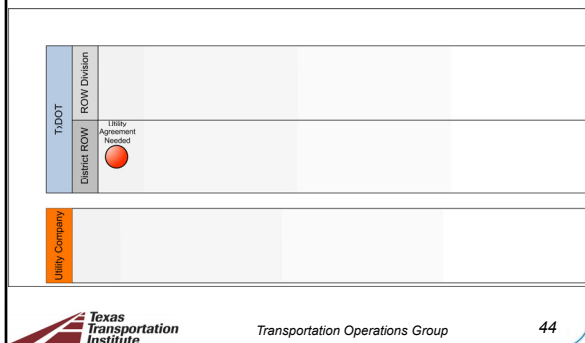 TxDOT
ROW Division
District ROW
Utility
Agreement
Needed
Utility Company
Texas
Transportation
Institute
Transportation Operations Group
44